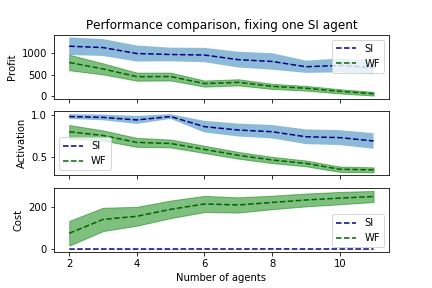 Performance comparison, fixing one SI agent
Profit
1000
500
0
SI
WF
Activation
1.0
0.5
SI
WF
Cost
200
0
SI
WF
2 4 6 8 10
Number of agents